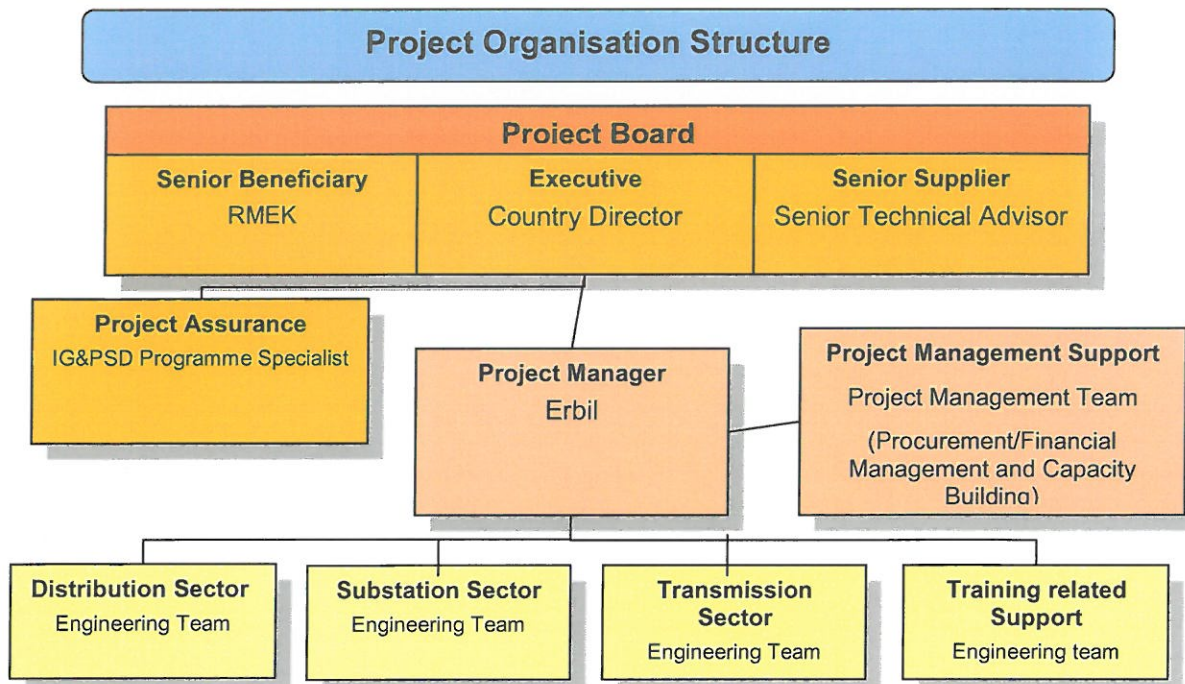 Project Organisation Structure
Project Board
Senior Beneficiary
RMEK
Executive
Country Director
Senior Supplier
Senior Technical Advisor
Project Assurance
IG&PSD Programme Specialist
Project Manager
Erbil
Project Management Support
Project Management Team
(Procurement/Financial
Management and Capacity
Building)
Distribution Sector
Engineering Team
Substation Sector
Engineering Team
Transmission
Sector
Engineering Team
Training related
Support
Engineering team